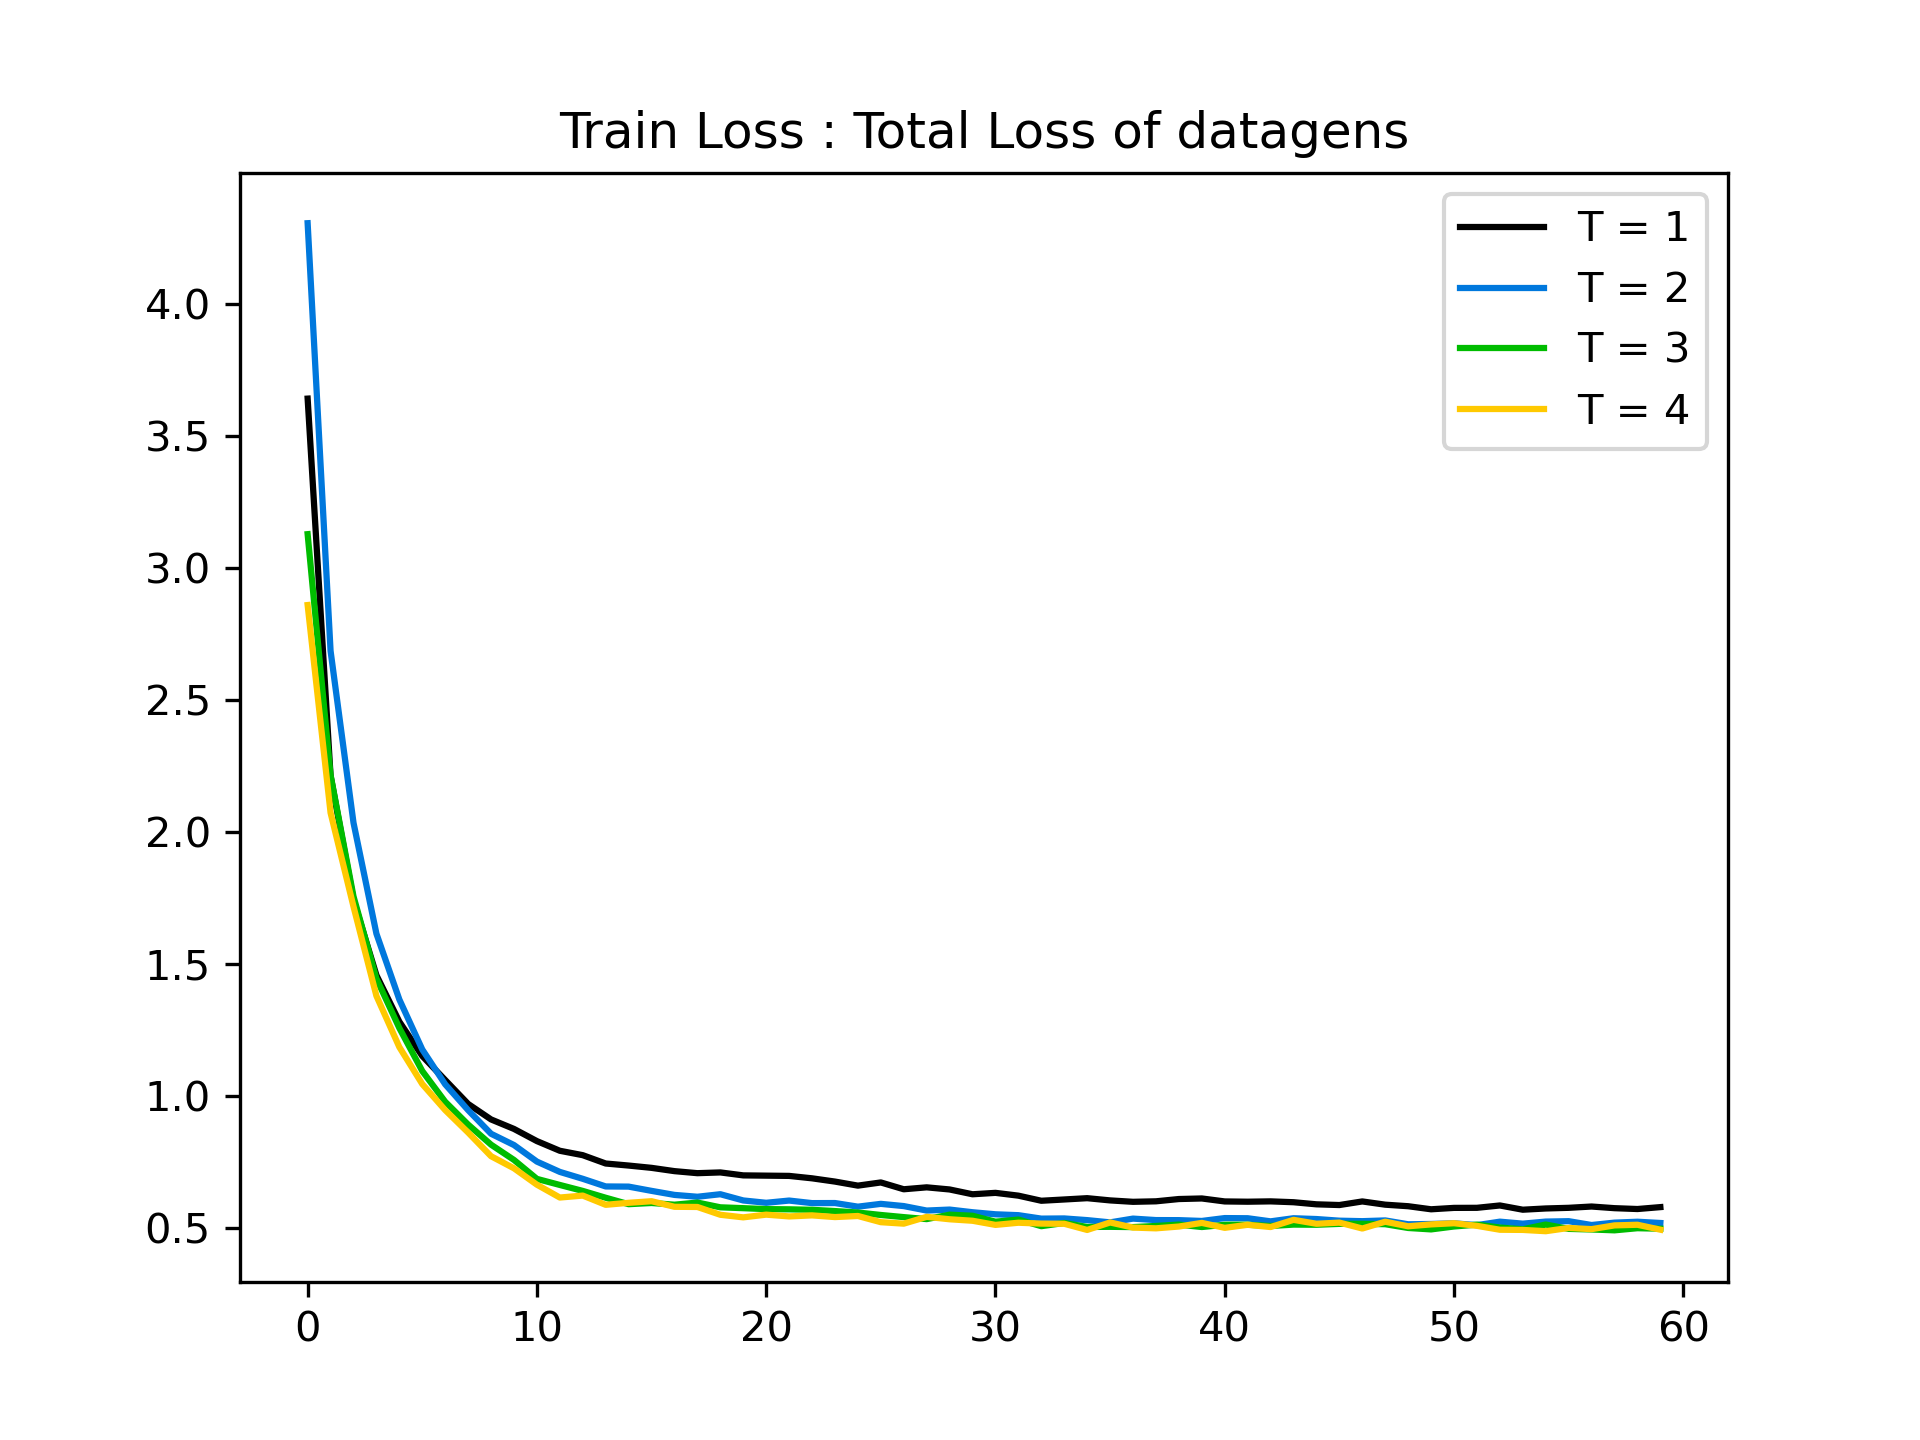 Train Loss : Total Loss of datagens
T = 1
T = 2
T = 3
T = 4
4.0
3.5
3.0
2.5
2.0
1.5
1.0
0.5
0 10 20 30 40 50 60